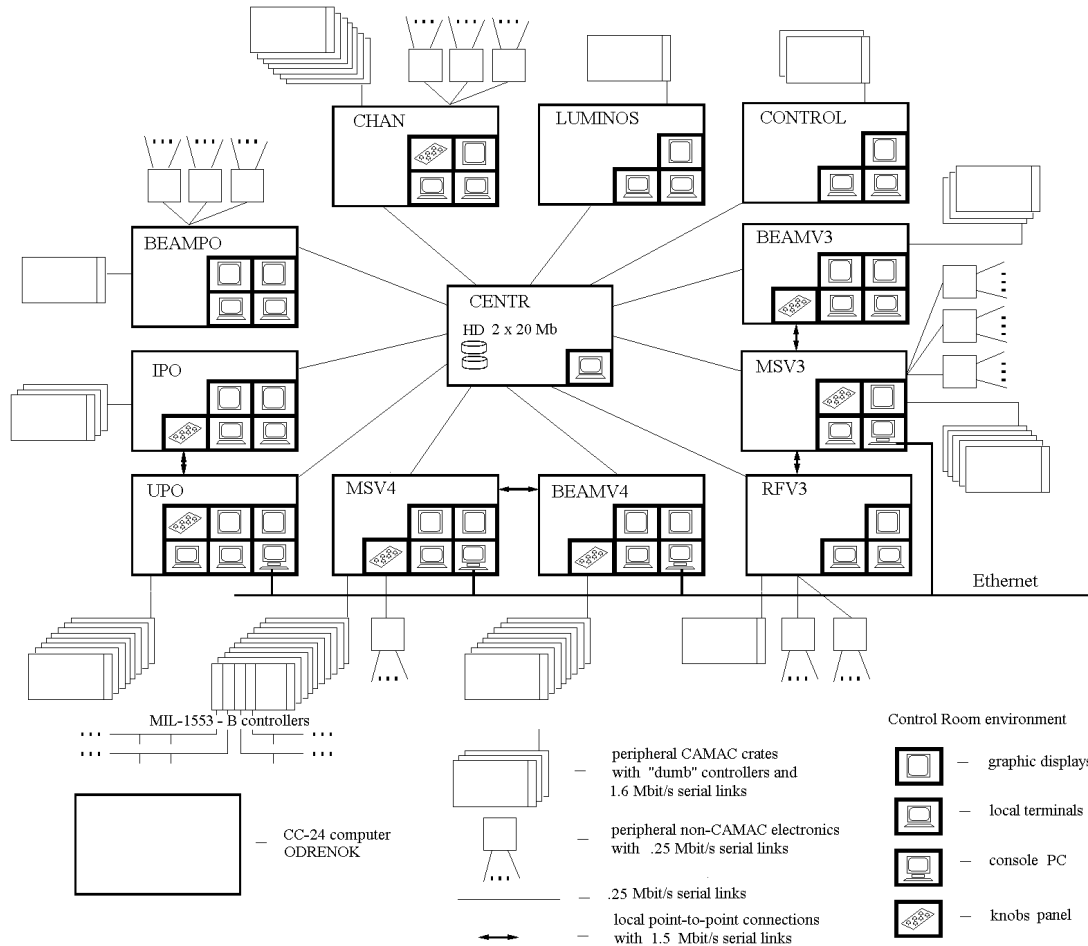 CHAN
LUMINOS
CONTROL
BEAMPO
BEAMV3
CENTR
HD 2 x 20 Mb
IPO
MSV3
UPO
MSV4
BEAMV4
RFV3
Ethernet
MIL-1553 - B controllers
Control Room environment
peripheral CAMAC crates
with "dumb" controllers and
1.6 Mbit/s serial links
graphic displays
local terminals
CC-24 computer
ODRENOK
peripheral non-CAMAC electronics
with .25 Mbit/s serial links
console PC
.25 Mbit/s serial links
local point-to-point connections
with 1.5 Mbit/s serial links
knobs panel